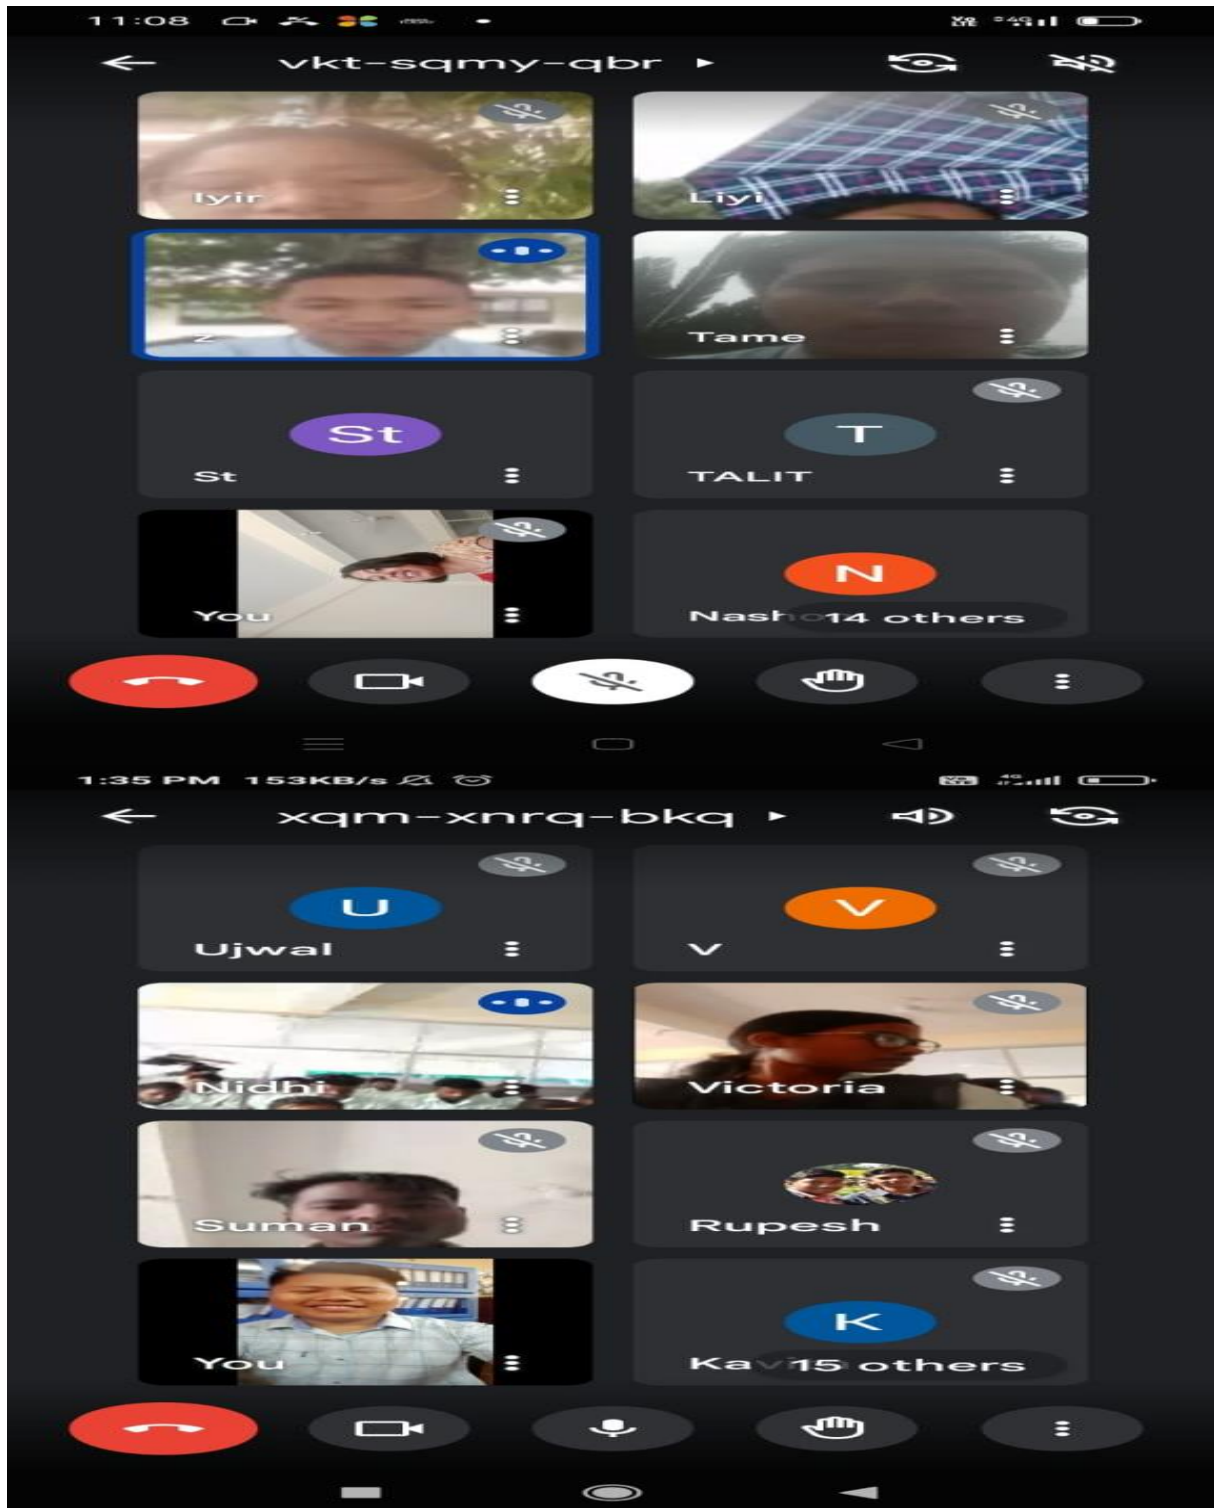 11:08
vkt-sqmy-qbr
Iyir
Liyi
z
Tame
St
T
St
TALIT
N
You
14 others
1:35 PM 153KB/s 4G
xqm-xnrq-bkq
U
V
Ujwal
V
Nidhi
Victoria
Suman
Rupesh
K
You
15 others